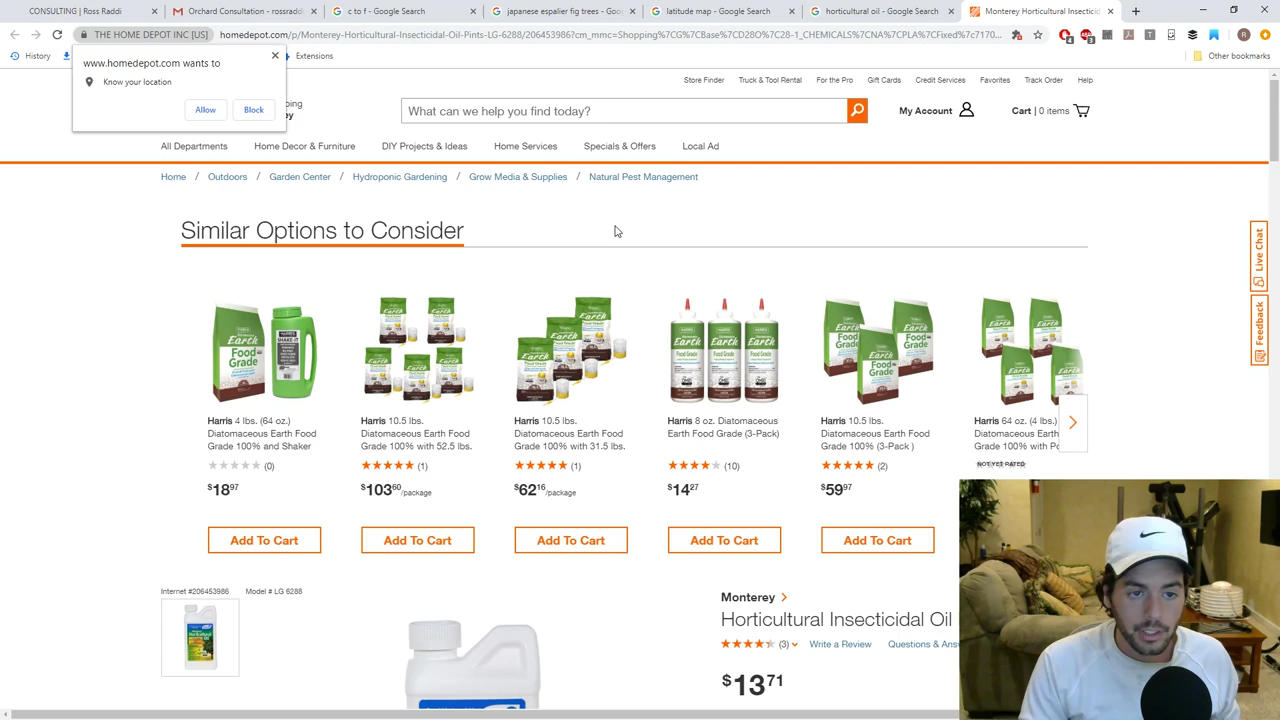 CONSULTING | Ross Raddi
Orchard Consultation - rossradd
c to f - Google Search
japanese espalier fig trees - Go
latitude map - Google Search
horticultural oil - Google Search
Monterey Horticultural Insecticid
THE HOME DEPOT INC [US]
homedepot.com/p/Monterey-Horticultural-Insecticidal-Oil-Pints-LG-6288/206453986?cm_mmc=Shopping%7CG%7CBase%7CD28O%7C28-1_CHEMICALS%7CNA%7CPLA%7CFixed%7c7170...
History
Extensions
Other bookmarks
www.homedepot.com wants to
Know your location
Allow
Block
Store Finder
Truck & Tool Rental
For the Pro
Gift Cards
Credit Services
Favorites
Track Order
Help
What can we help you find today?
My Account
Cart | 0 items
All Departments
Home Decor & Furniture
DIY Projects & Ideas
Home Services
Specials & Offers
Local Ad
Home / Outdoors / Garden Center / Hydroponic Gardening / Grow Media & Supplies / Natural Pest Management
Similar Options to Consider
Live Chat
Feedback
Harris 4 lbs. (64 oz.)
Diatomaceous Earth Food
Grade 100% and Shaker
(0)
$18.97
Add To Cart
Harris 10.5 lbs.
Diatomaceous Earth Food
Grade 100% with 52.5 lbs.
(1)
$103.60/package
Add To Cart
Harris 10.5 lbs.
Diatomaceous Earth Food
Grade 100% with 31.5 lbs.
(1)
$62.16/package
Add To Cart
Harris 8 oz. Diatomaceous
Earth Food Grade (3-Pack)
(10)
$14.27
Add To Cart
Harris 10.5 lbs.
Diatomaceous Earth Food
Grade 100% (3-Pack )
(2)
$59.97
Add To Cart
Harris 64 oz. (4 lbs.)
Diatomaceous Earth
Grade 100% with Po
NOT YET RATED
Internet #206453986
Model # LG 6288
Monterey
Horticultural Insecticidal Oil
(3)
Write a Review
Questions & Ans
$13.71